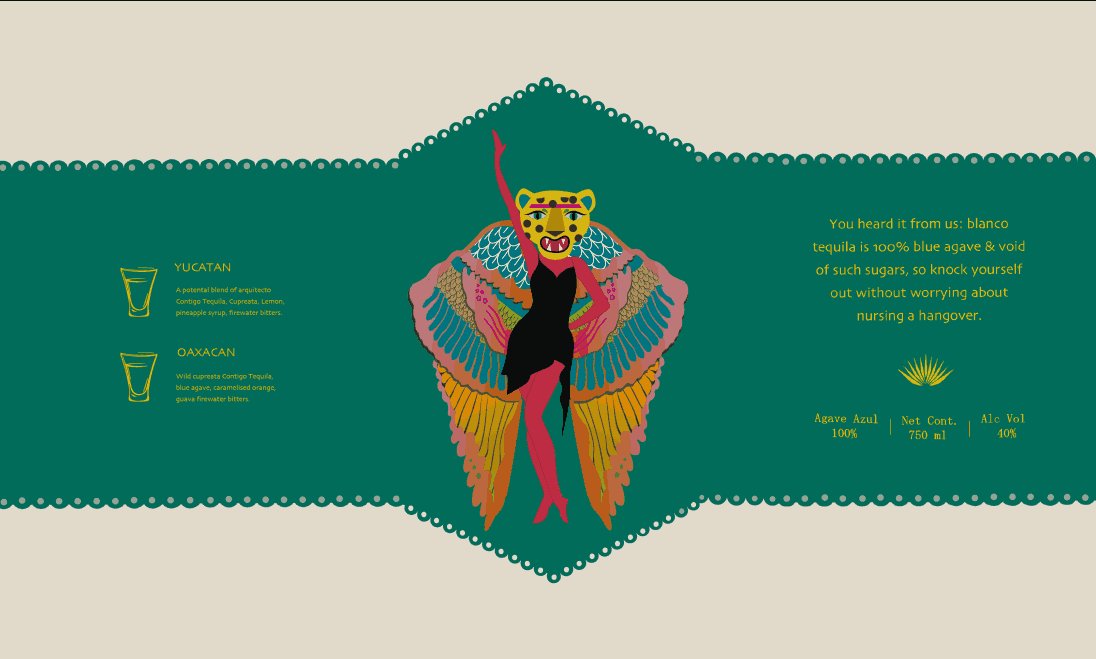 YUCATAN
A potental blend of arquitecto
Contigo Tequila, Cupreata, Lemon,
pineapple syrup, firewater bitters.
OAXACAN
Wild cupreata Contigo Tequila,
blue agave, caramelised orange,
guava firewater bitters.
You heard it from us: blanco
tequila is 100% blue agave & void
of such sugars, so knock yourself
out without worrying about
nursing a hangover.
Agave Azul
100%
Net Cont.
750 ml
Alc Vol
40%